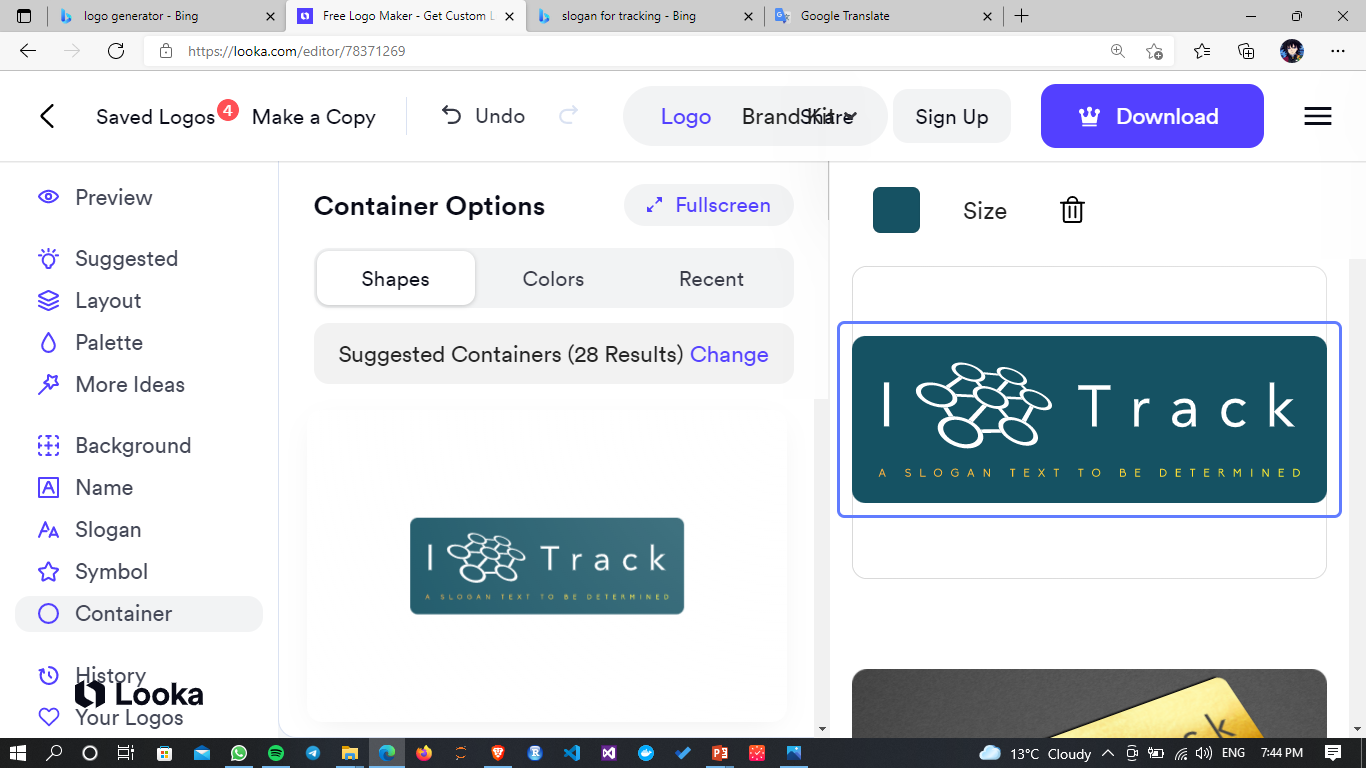 logo generator - Bing
Free Logo Maker - Get Custom L
slogan for tracking - Bing
Google Translate
https://looka.com/editor/78371269
Saved Logos 4
Make a Copy
Undo
Logo
Brand Kit
Share
Sign Up
Download
Preview
Suggested
Layout
Palette
More Ideas
Background
Name
Slogan
Symbol
Container
History
Looka
Your Logos
Container Options
Fullscreen
Shapes
Colors
Recent
Suggested Containers (28 Results) Change
I Track
A SLOGAN TEXT TO BE DETERMINED
Size
I Track
A SLOGAN TEXT TO BE DETERMINED
13°C Cloudy
ENG
7:44 PM